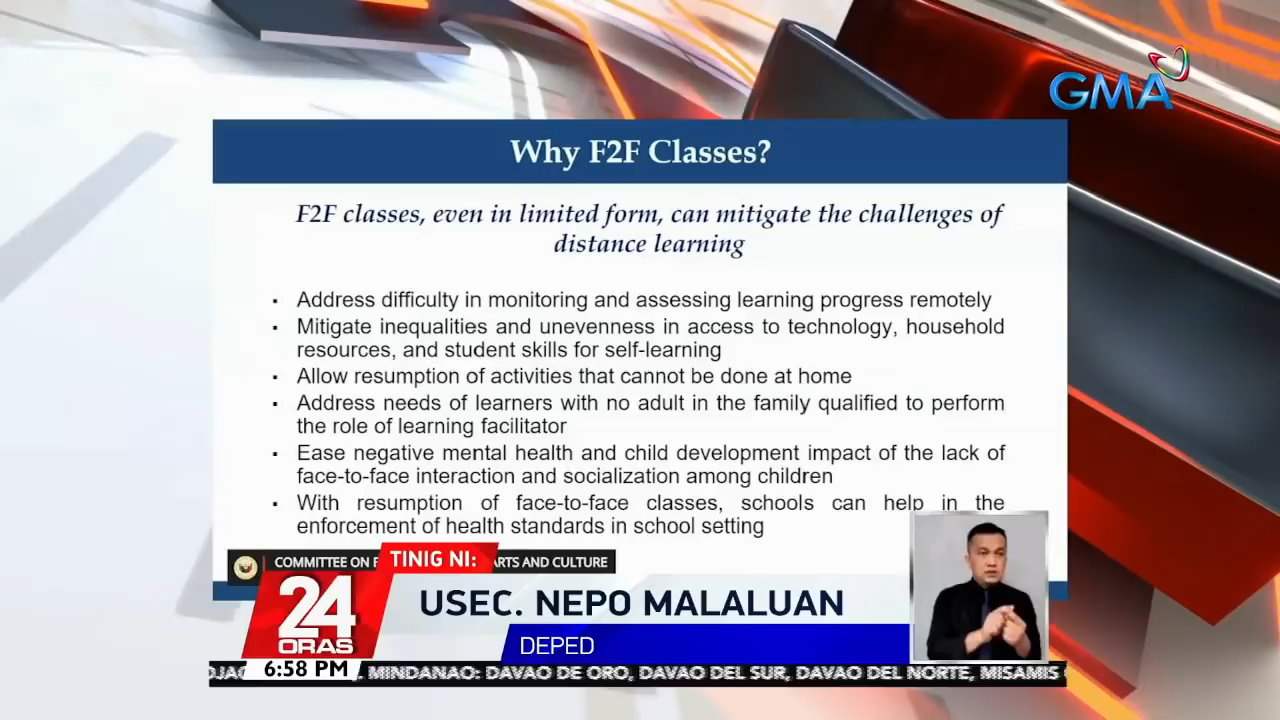 GMA
Why F2F Classes?
F2F classes, even in limited form, can mitigate the challenges of
distance learning
▪ Address difficulty in monitoring and assessing learning progress remotely
▪ Mitigate inequalities and unevenness in access to technology, household
resources, and student skills for self-learning
▪ Allow resumption of activities that cannot be done at home
▪ Address needs of learners with no adult in the family qualified to perform
the role of learning facilitator
▪ Ease negative mental health and child development impact of the lack of
face-to-face interaction and socialization among children
▪ With resumption of face-to-face classes, schools can help in the
enforcement of health standards in school setting
COMMITTEE ON
ARTS AND CULTURE
TINIG NI:
24
ORAS
USEC. NEPO MALALUAN
DEPED
6:58 PM
MINDANAO: DAVAO DE ORO, DAVAO DEL SUR, DAVAO DEL NORTE, MISAMIS